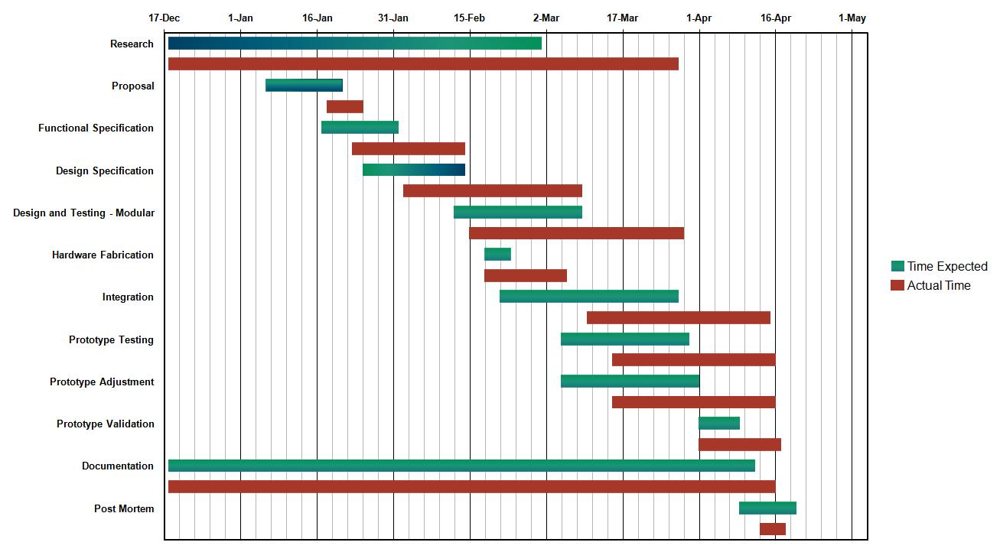 17-Dec 1-Jan 16-Jan 31-Jan 15-Feb 2-Mar 17-Mar 1-Apr 16-Apr 1-May
Research
Proposal
Functional Specification
Design Specification
Design and Testing - Modular
Hardware Fabrication
Integration
Prototype Testing
Prototype Adjustment
Prototype Validation
Documentation
Post Mortem
Time Expected
Actual Time